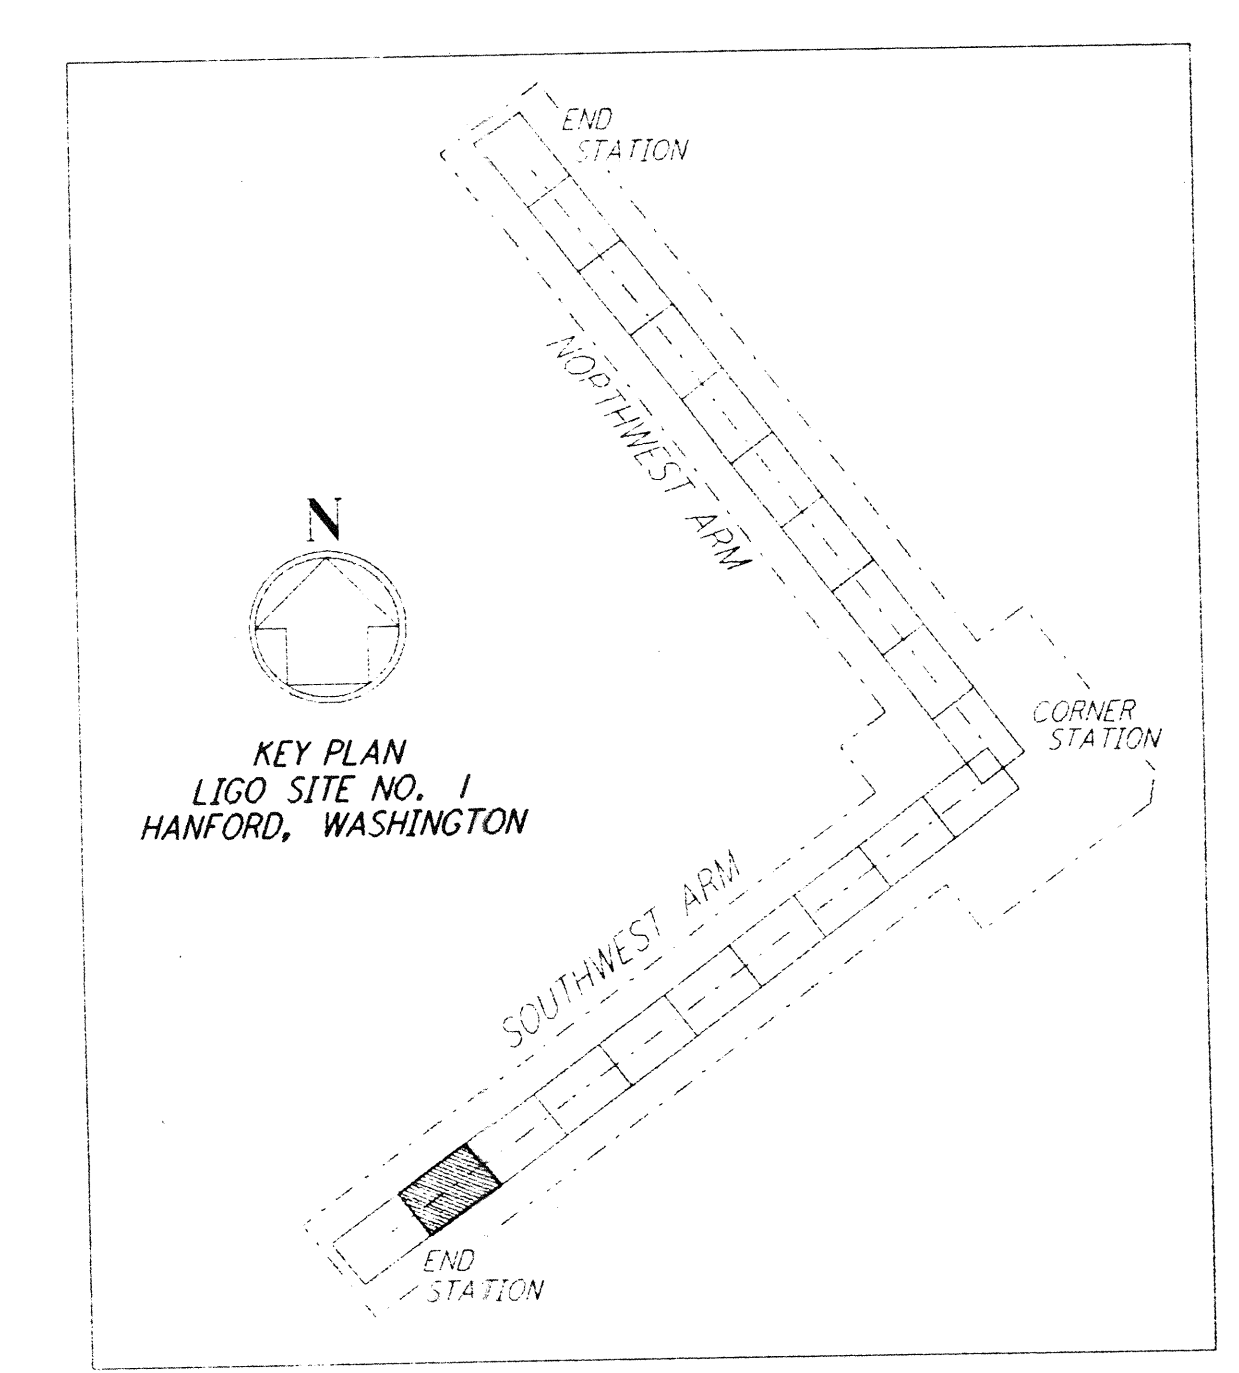 END
STATION
NORTHWEST ARM
N
CORNER
STATION
KEY PLAN
LIGO SITE NO. 1
HANFORD, WASHINGTON
SOUTHWEST ARM
END
STATION